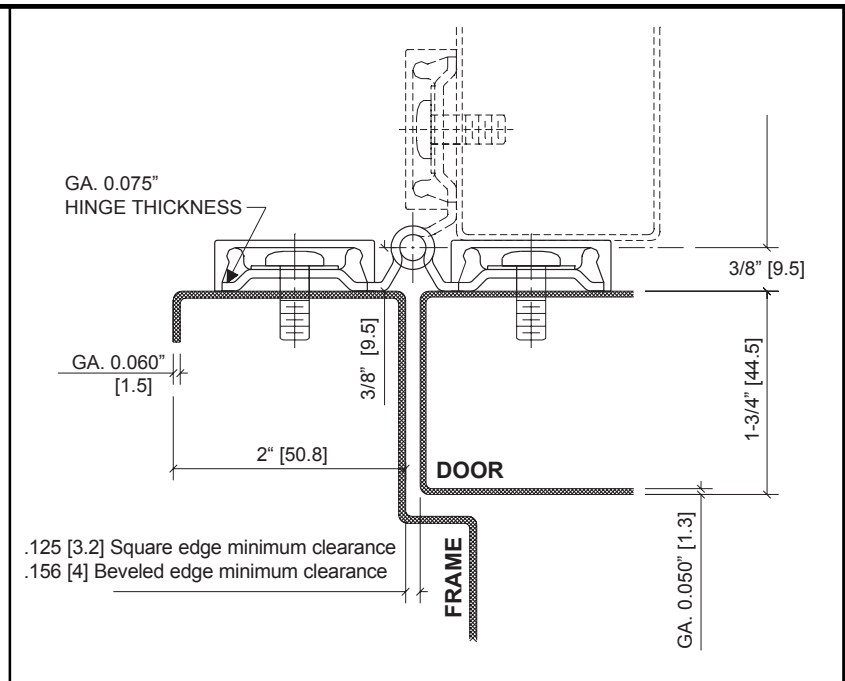 GA. 0.075”
HINGE THICKNESS
3/8” [9.5]
GA. 0.060”
[1.5]
3/8” [9.5]
1-3/4” [44.5]
2“ [50.8]
DOOR
.125 [3.2] Square edge minimum clearance
.156 [4] Beveled edge minimum clearance
FRAME
GA. 0.050” [1.3]